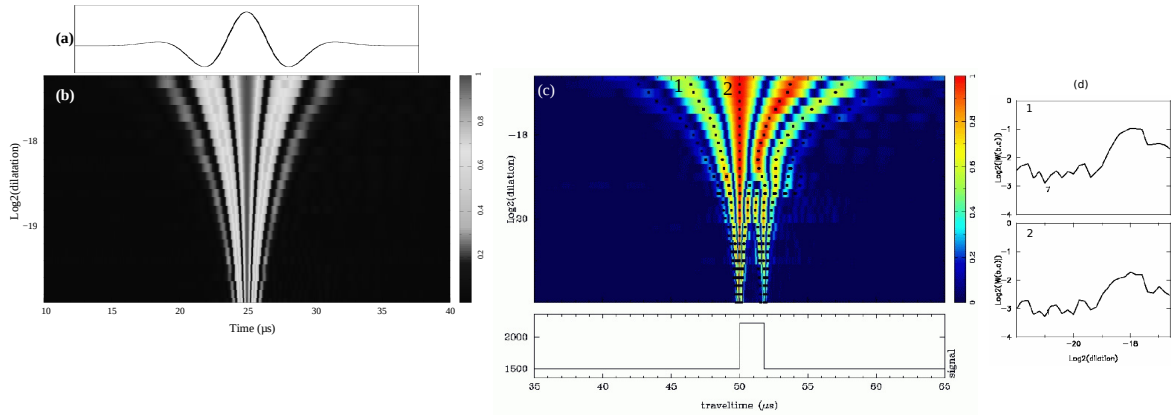 (a)
(b)
−18
−19
Log2(dilation)
10 15 20 25 30 35 40
Time (μs)
1
0.8
0.6
0.4
0.2
(c)
1 2
−18
−20
Log2(dilation)
1
0.8
0.6
0.4
0.2
0
2000
1500
signal
35 40 45 50 55 60 65
traveltime (μs)
(d)
1
0
−1
−2
−3
−4
Log2(W(b,a))
7
2
0
−1
−2
−3
−4
Log2(W(b,a))
−20 −18
Log2(dilation)